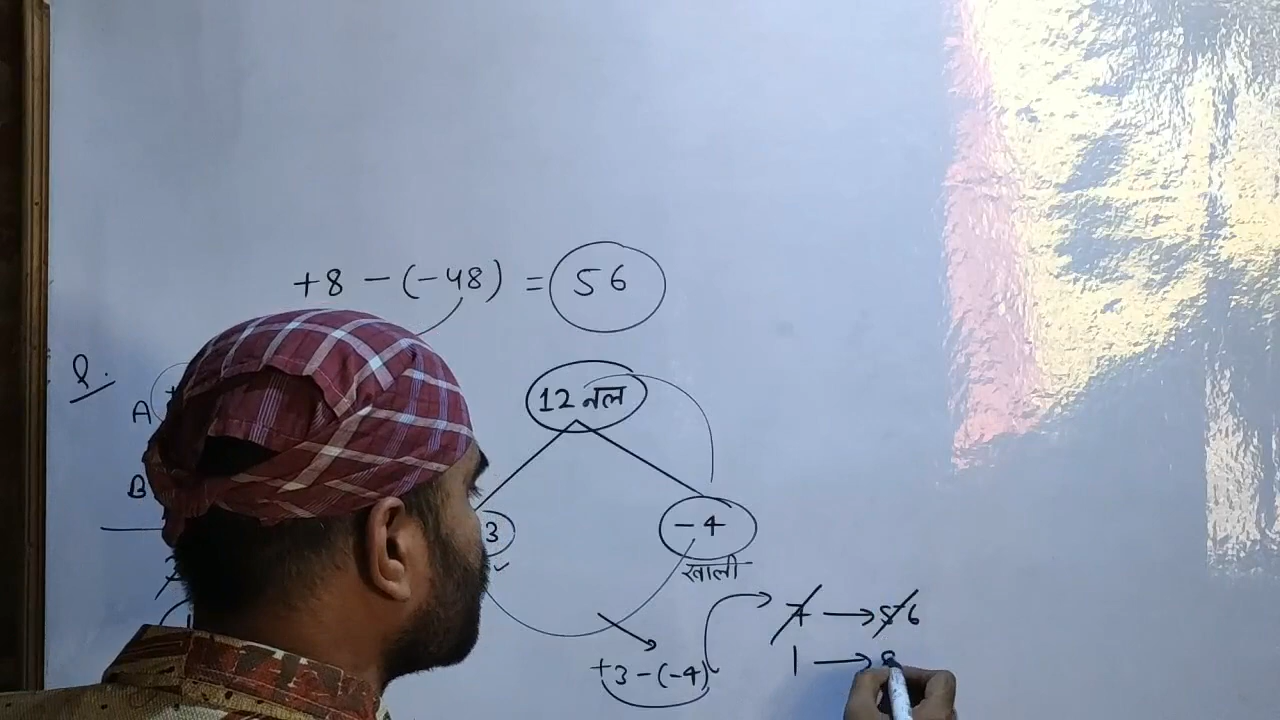 +8 - (-48) = 56
Q.
12 नल
A
B
3
-4
खाली
7 → 56
+3 - (-4)
1 → 8